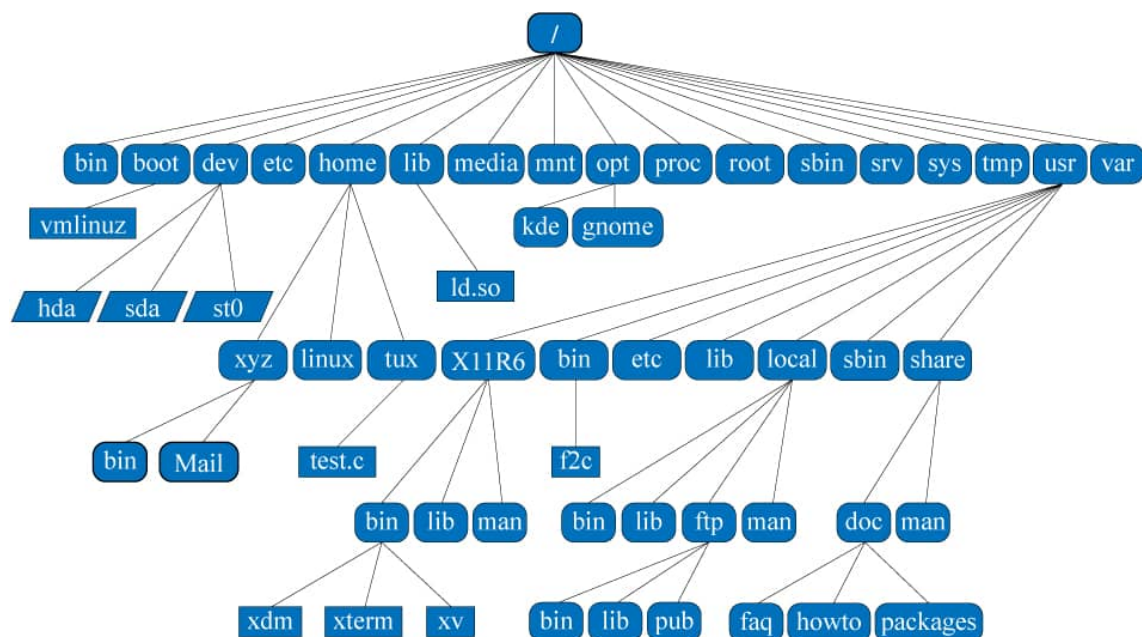 /
bin boot dev etc home lib media mnt opt proc root sbin srv sys tmp usr var
vmlinuz kde gnome
hda sda st0 ld.so
xyz linux tux X11R6 bin etc lib local sbin share
bin Mail test.c f2c
bin lib man bin lib ftp man doc man
xdm xterm xv bin lib pub faq howto packages